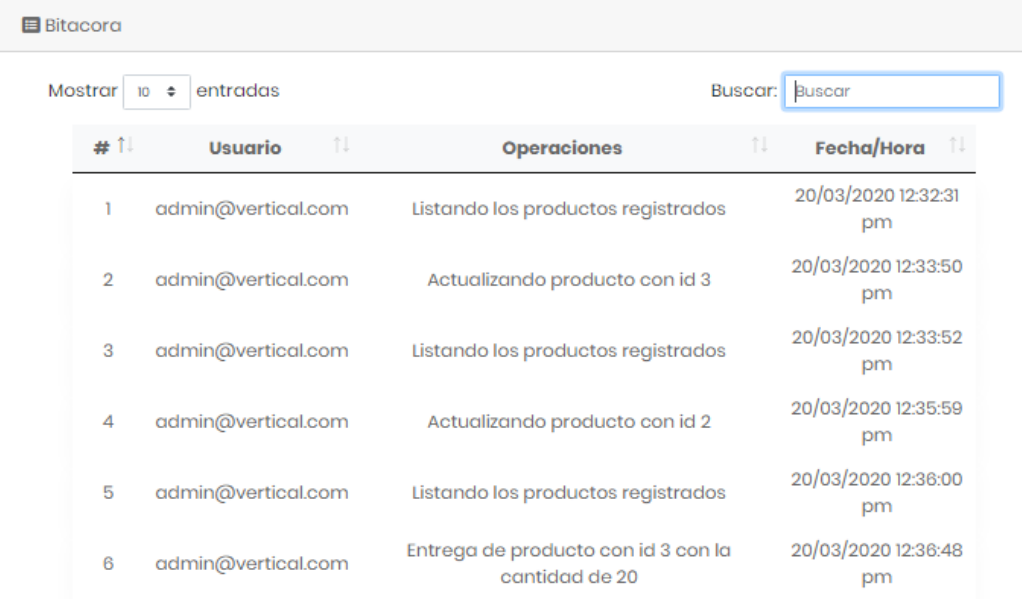 Bitacora
Mostrar 10 entradas Buscar: Buscar
# Usuario Operaciones Fecha/Hora
1 admin@vertical.com Listando los productos registrados 20/03/2020 12:32:31 pm
2 admin@vertical.com Actualizando producto con id 3 20/03/2020 12:33:50 pm
3 admin@vertical.com Listando los productos registrados 20/03/2020 12:33:52 pm
4 admin@vertical.com Actualizando producto con id 2 20/03/2020 12:35:59 pm
5 admin@vertical.com Listando los productos registrados 20/03/2020 12:36:00 pm
6 admin@vertical.com Entrega de producto con id 3 con la cantidad de 20 20/03/2020 12:36:48 pm